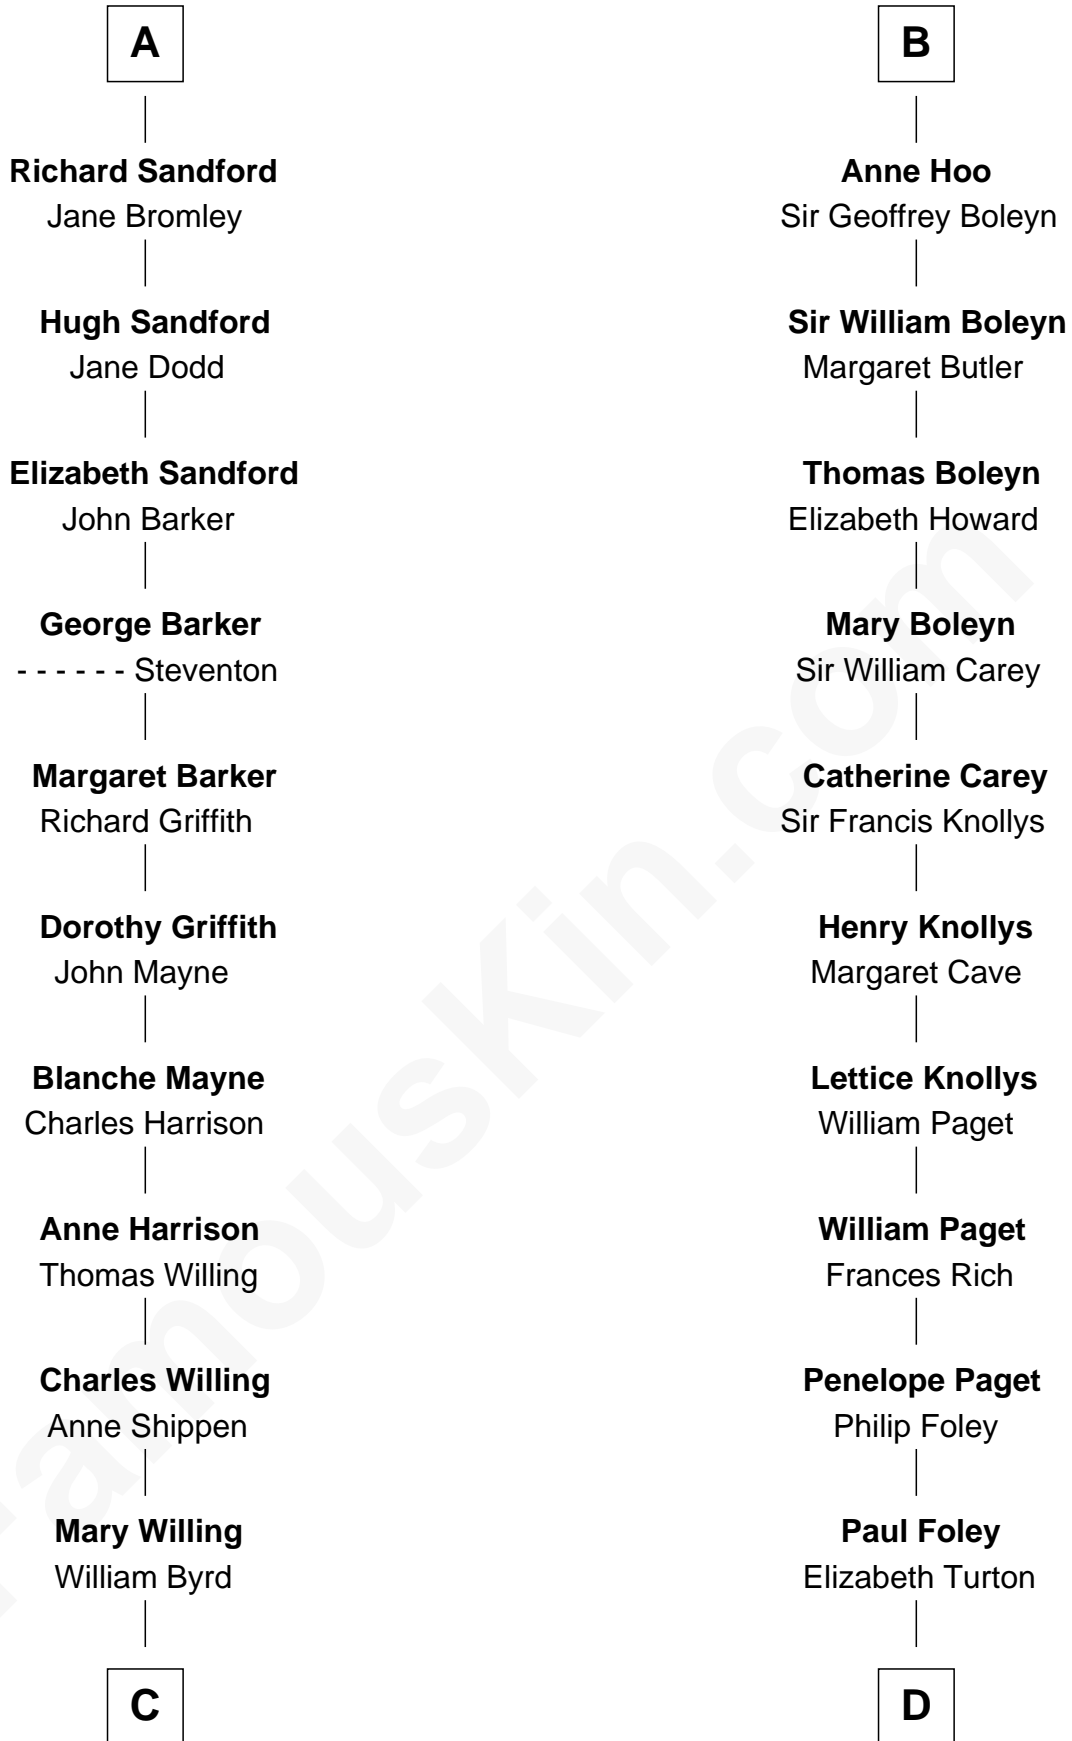 A
Richard Sandford
Jane Bromley
Hugh Sandford
Jane Dodd
Elizabeth Sandford
John Barker
George Barker
- - - - - - Steventon
Margaret Barker
Richard Griffith
Dorothy Griffith
John Mayne
Blanche Mayne
Charles Harrison
Anne Harrison
Thomas Willing
Charles Willing
Anne Shippen
Mary Willing
William Byrd
C
B
Anne Hoo
Sir Geoffrey Boleyn
Sir William Boleyn
Margaret Butler
Thomas Boleyn
Elizabeth Howard
Mary Boleyn
Sir William Carey
Catherine Carey
Sir Francis Knollys
Henry Knollys
Margaret Cave
Lettice Knollys
William Paget
William Paget
Frances Rich
Penelope Paget
Philip Foley
Paul Foley
Elizabeth Turton
D
FamousKin.com